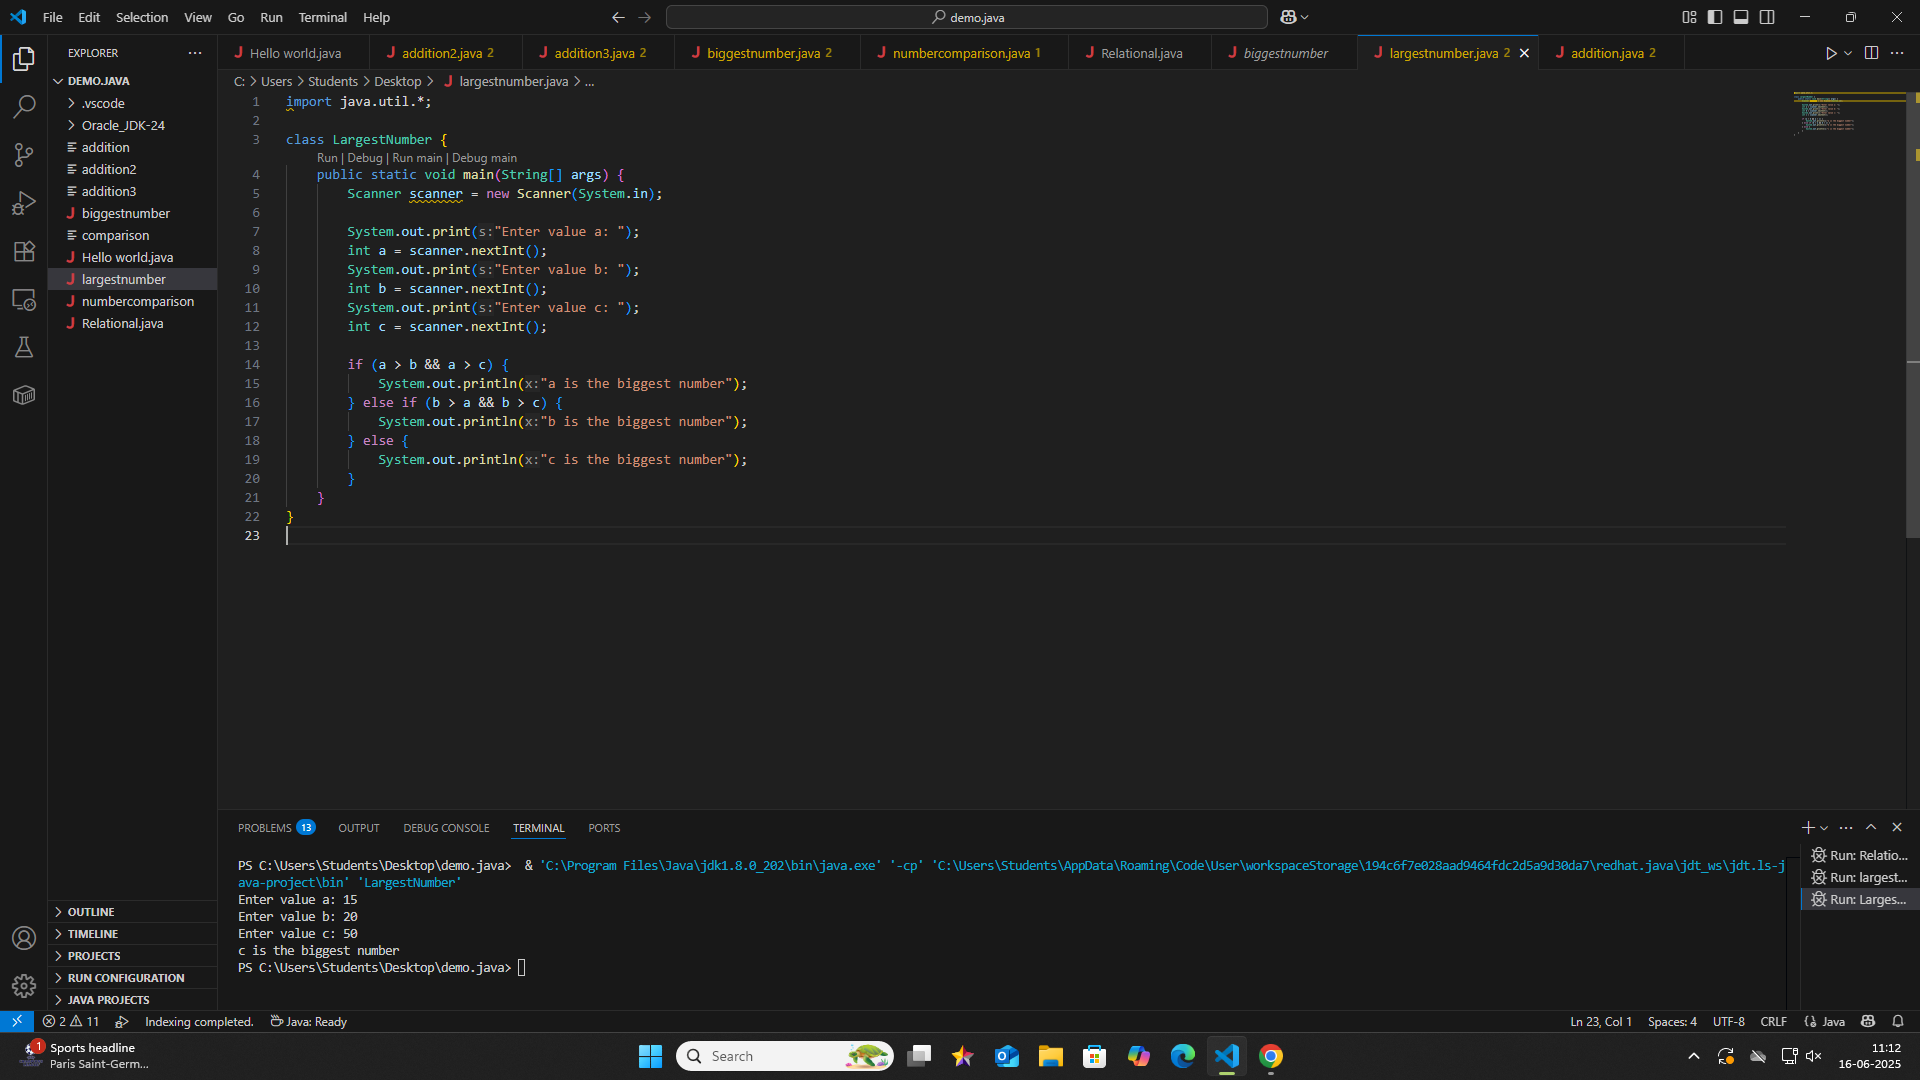 File Edit Selection View Go Run Terminal Help
demo.java
EXPLORER
DEMO.JAVA
.vscode
Oracle_JDK-24
addition
addition2
addition3
biggestnumber
comparison
Hello world.java
largestnumber
numbercomparison
Relational.java
OUTLINE
TIMELINE
PROJECTS
RUN CONFIGURATION
JAVA PROJECTS
Hello world.java addition2.java 2 addition3.java 2 biggestnumber.java 2 numbercomparison.java 1 Relational.java biggestnumber largestnumber.java 2 addition.java 2
C: > Users > Students > Desktop > largestnumber.java > ...
1 import java.util.*;
2
3 class LargestNumber {
Run | Debug | Run main | Debug main
4 public static void main(String[] args) {
5 Scanner scanner = new Scanner(System.in);
6
7 System.out.print(s:"Enter value a: ");
8 int a = scanner.nextInt();
9 System.out.print(s:"Enter value b: ");
10 int b = scanner.nextInt();
11 System.out.print(s:"Enter value c: ");
12 int c = scanner.nextInt();
13
14 if (a > b && a > c) {
15 System.out.println(x:"a is the biggest number");
16 } else if (b > a && b > c) {
17 System.out.println(x:"b is the biggest number");
18 } else {
19 System.out.println(x:"c is the biggest number");
20 }
21 }
22 }
23
PROBLEMS 13 OUTPUT DEBUG CONSOLE TERMINAL PORTS
PS C:\Users\Students\Desktop\demo.java> & 'C:\Program Files\Java\jdk1.8.0_202\bin\java.exe' '-cp' 'C:\Users\Students\AppData\Roaming\Code\User\workspaceStorage\194c6f7e028aad9464fdc2d5a9d30da7\redhat.java\jdt_ws\jdt.ls-j
ava-project\bin' 'LargestNumber'
Enter value a: 15
Enter value b: 20
Enter value c: 50
c is the biggest number
PS C:\Users\Students\Desktop\demo.java>
Run: Relatio...
Run: largest...
Run: Larges...
2 11 Indexing completed. Java: Ready
Ln 23, Col 1 Spaces: 4 UTF-8 CRLF Java
1 Sports headline
Paris Saint-Germ...
Search
11:12
16-06-2025